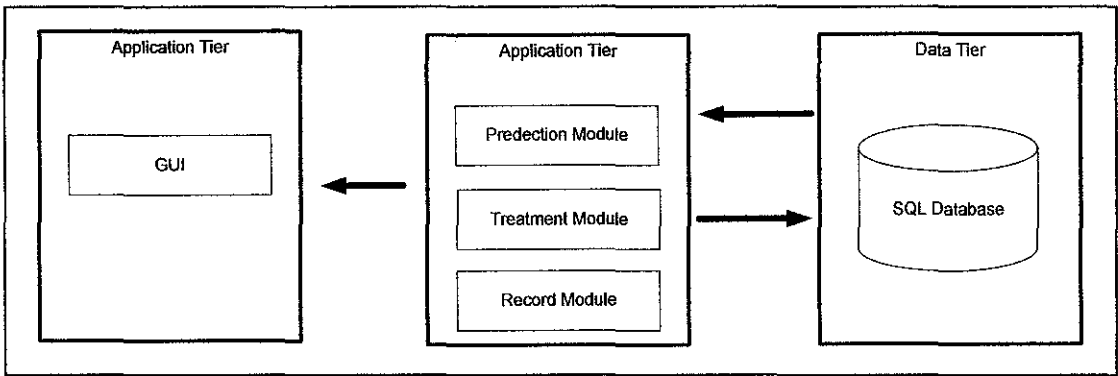 Application Tier
GUI
Application Tier
Predection Module
Treatment Module
Record Module
Data Tier
SQL Database